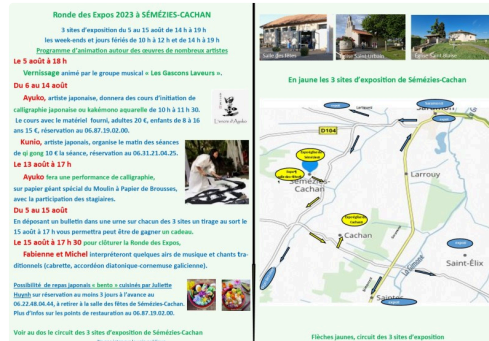 Ronde des Expos 2023 à SÉMÉZIES-CACHAN
3 sites d'exposition du 5 au 15 août de 14 h à 19 h
les week-ends et jours fériés de 10 h à 12 h et de 14 h à 19 h
Programme d'animation autour des œuvres de nombreux artistes
Le 5 août à 18 h
Vernissage animé par le groupe musical « Les Gascons Laveurs ».
Du 6 au 14 août
Ayuko, artiste japonaise, donnera des cours d'initiation de
calligraphie japonaise ou kakémono aquarelle de 10 h à 11 h 30.
Le cours avec le matériel fourni, adultes 20 €, enfants de 8 à 16
ans 15 €, réservation au 06.87.19.02.00.
Kunio, artiste japonais, organise le matin des séances
de qi gong 10 € la séance, réservation au 06.31.21.04.25.
Le 13 août à 17 h
Ayuko fera une performance de calligraphie,
sur papier géant spécial du Moulin à Papier de Brousses,
avec la participation des stagiaires.
Du 5 au 15 août
En déposant un bulletin dans une urne sur chacun des 3 sites un tirage au sort le
15 août à 17 h vous permettra peut être de gagner un cadeau.
Le 15 août à 17 h 30 pour clôturer la Ronde des Expos,
Fabienne et Michel interpréteront quelques airs de musique et chants tra-
ditionnels (cabrette, accordéon diatonique-cornemuse galicienne).
Possibilité de repas japonais « bento » cuisinés par Juliette
Huynh sur réservation au moins 3 jours à l'avance au
06.22.48.04.44, à retirer à la salle des fêtes de Sémézies-Cachan.
Plus d'infos sur les points de restauration au 06.87.19.02.00.
Voir au dos le circuit des 3 sites d'exposition de Sémézies-Cachan
Salle des fêtes
Église Saint Urbain
Église Saint Blaise
En jaune les 3 sites d'exposition de Sémézies-Cachan
D104
Larrouy
Sémézies-
Cachan
Cachan
Saint-Élix
Flèches jaunes, circuit des 3 sites d'exposition